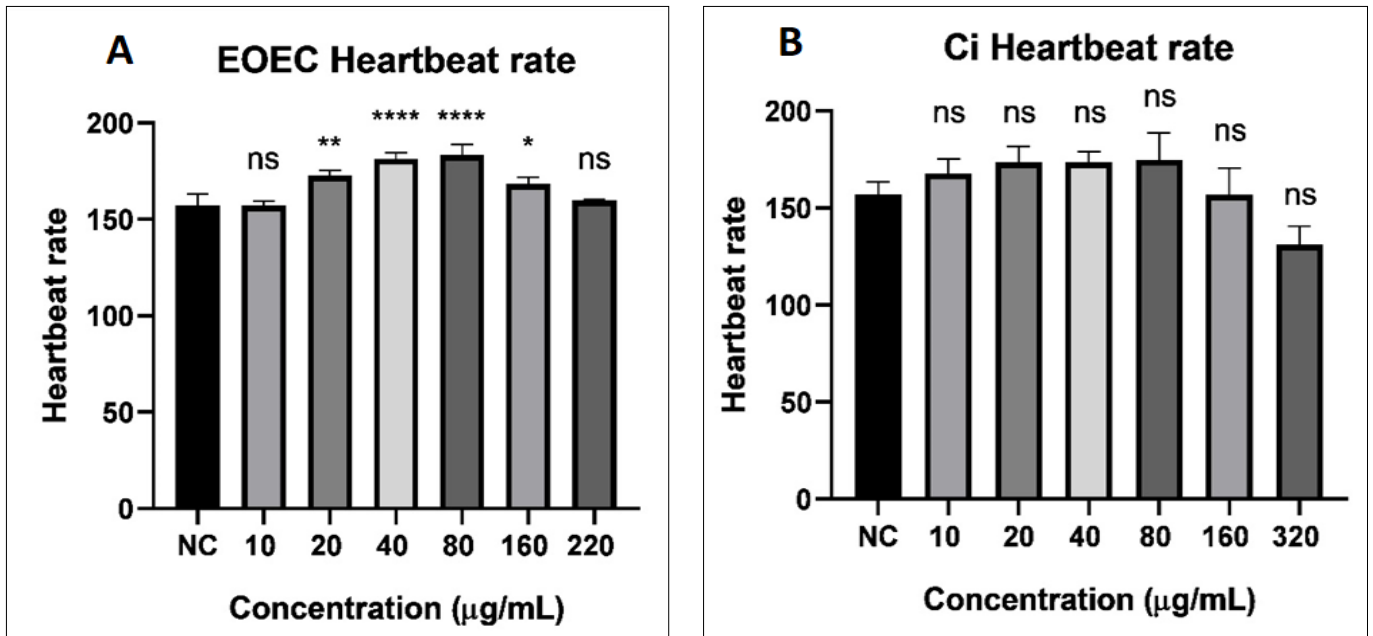 A
EOEC Heartbeat rate
Heartbeat rate
200
150
100
50
0
ns
**
****
****
*
ns
NC 10 20 40 80 160 220
Concentration (µg/mL)
B
Ci Heartbeat rate
Heartbeat rate
200
150
100
50
0
ns
ns
ns
ns
ns
ns
NC 10 20 40 80 160 320
Concentration (µg/mL)